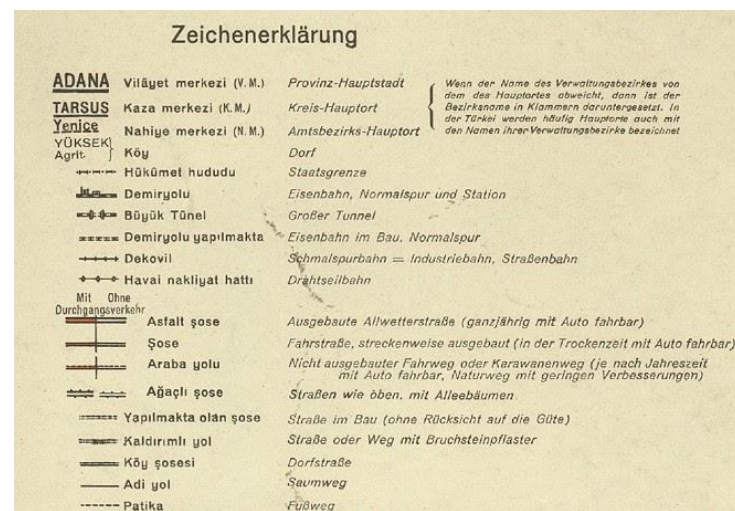 Zeichenerklärung
ADANA Vilâyet merkezi (V.M.) Provinz-Hauptstadt
TARSUS Kaza merkezi (K.M.) Kreis-Hauptort
Yenice Nahiye merkezi (N.M.) Amtsbezirks-Hauptort
Wenn der Name des Verwaltungsbezirkes von
dem des Hauptortes abweicht, dann ist der
Bezirksname in Klammern daruntergesetzt. In
der Türkei werden häufig Hauptorte auch mit
den Namen ihrer Verwaltungsbezirke bezeichnet
YÜKSEK
Agrit. Köy Dorf
Hükûmet hududu Staatsgrenze
Demiryolu Eisenbahn, Normalspur und Station
Büyük Tünel Großer Tunnel
Demiryolu yapılmakta Eisenbahn im Bau, Normalspur
Dekovil Schmalspurbahn = Industriebahn, Straßenbahn
Havai nakliyat hattı Drahtseilbahn
Mit Ohne
Durchgangsverkehr
Asfalt şose Ausgebaute Allwetterstraße (ganzjährig mit Auto fahrbar)
Şose Fahrstraße, streckenweise ausgebaut (in der Trockenzeit mit Auto fahrbar)
Araba yolu Nicht ausgebauter Fahrweg oder Karawanenweg (je nach Jahreszeit
mit Auto fahrbar, Naturweg mit geringen Verbesserungen)
Ağaçlı şose Straßen wie oben, mit Alleebäumen
Yapılmakta olan şose Straße im Bau (ohne Rücksicht auf die Güte)
Kaldırımlı yol Straße oder Weg mit Bruchsteinpflaster
Köy şosesi Dorfstraße
Adi yol Saumweg
Patika Fußweg